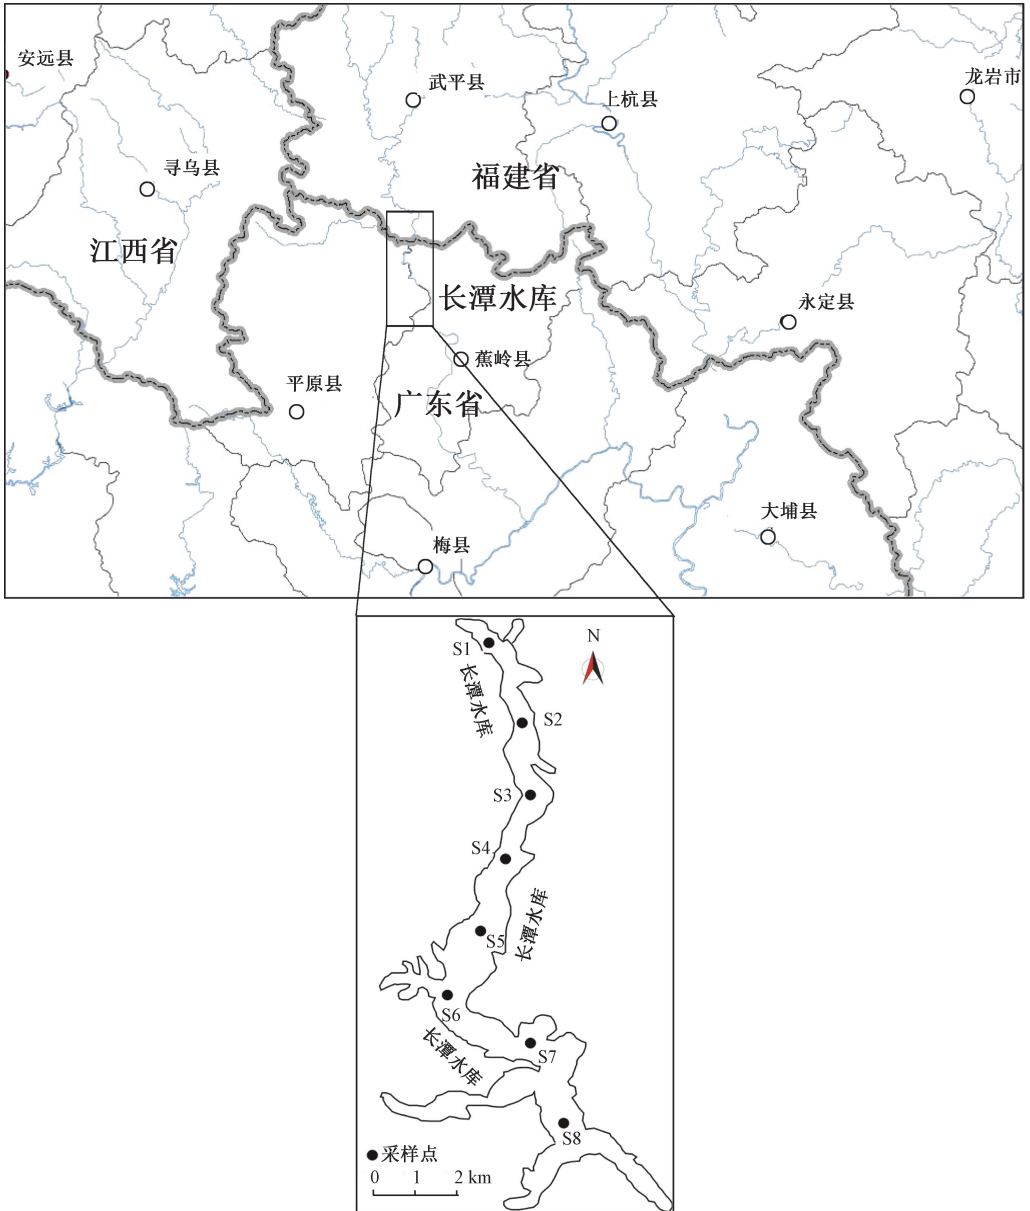 安远县
武平县
上杭县
龙岩市
寻乌县
福建省
江西省
长潭水库
永定县
蕉岭县
平原县
广东省
大埔县
梅县
N
S1
长潭水库
S2
S3
S4
长潭水库
S5
S6
长潭水库
S7
S8
采样点
0 1 2 km